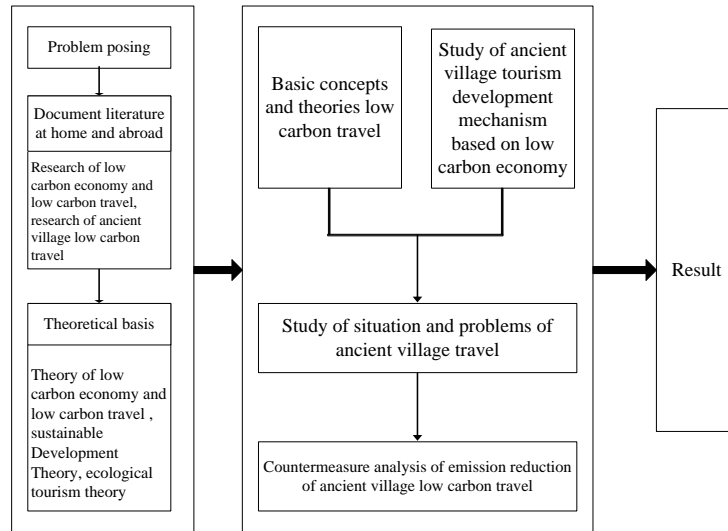 Problem posing
Document literature
at home and abroad
Research of low
carbon economy and
low carbon travel,
research of ancient
village low carbon
travel
Theoretical basis
Theory of low
carbon economy and
low carbon travel ,
sustainable
Development
Theory, ecological
tourism theory
Basic concepts
and theories low
carbon travel
Study of ancient
village tourism
development
mechanism
based on low
carbon economy
Study of situation and problems of
ancient village travel
Countermeasure analysis of emission reduction
of ancient village low carbon travel
Result